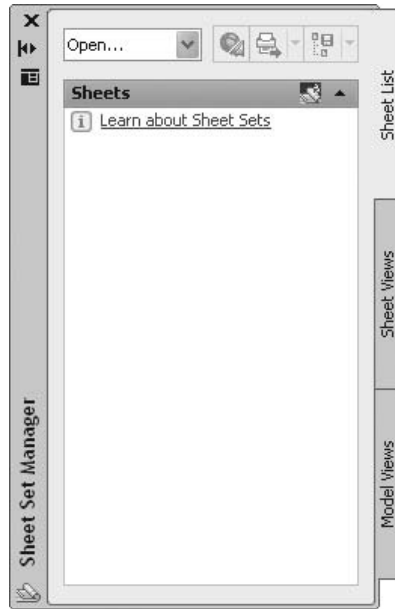 Open...
Sheets
Learn about Sheet Sets
Sheet List
Sheet Views
Model Views
Sheet Set Manager